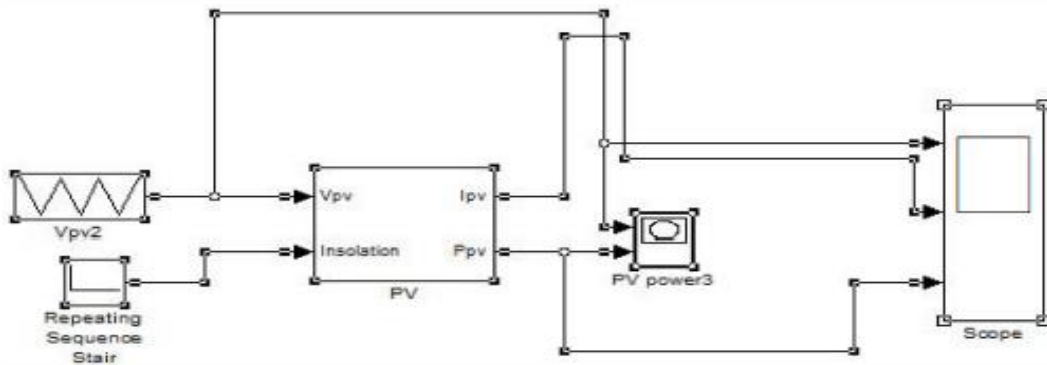 Vpv2
Repeating
Sequence
Stair
Vpv
Ipv
Insolation
Ppv
PV
PV power3
Scope